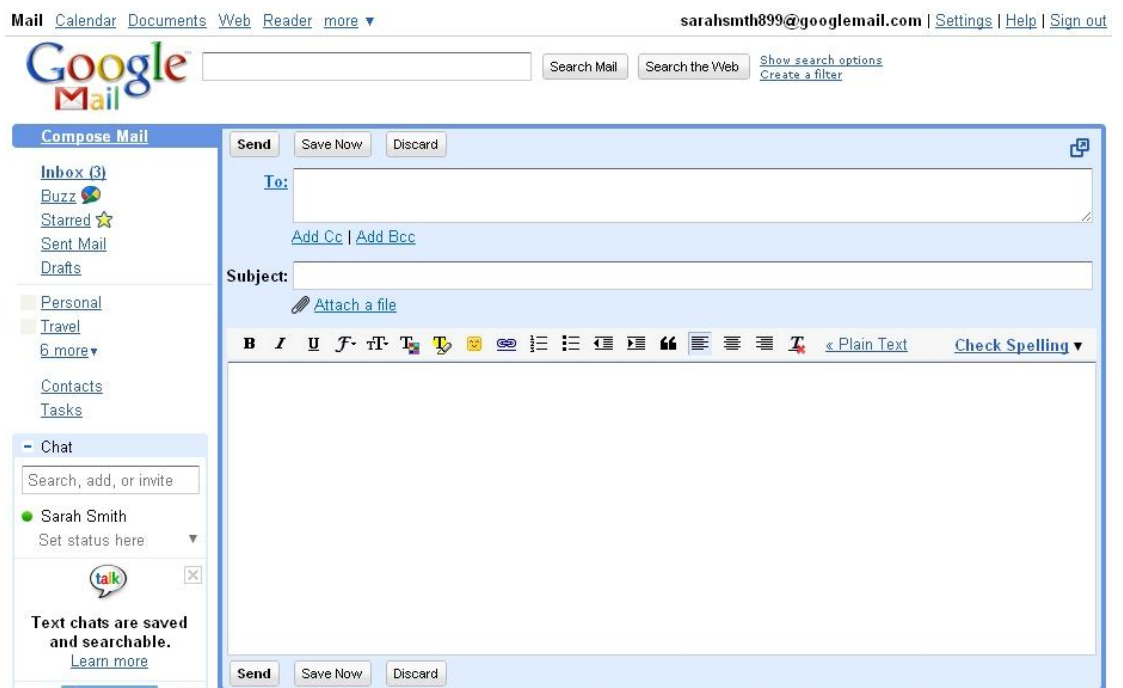 Mail Calendar Documents Web Reader more ▼ sarahsmth899@googlemail.com | Settings | Help | Sign out
Google Mail Search Mail Search the Web Show search options
Create a filter
Compose Mail
Inbox (3)
Buzz
Starred
Sent Mail
Drafts
Personal
Travel
6 more▼
Contacts
Tasks
Chat
Search, add, or invite
Sarah Smith
Set status here ▼
talk
Text chats are saved
and searchable.
Learn more
Send Save Now Discard
To:
Add Cc | Add Bcc
Subject:
Attach a file
B I U F T T T T « Plain Text Check Spelling ▼
Send Save Now Discard